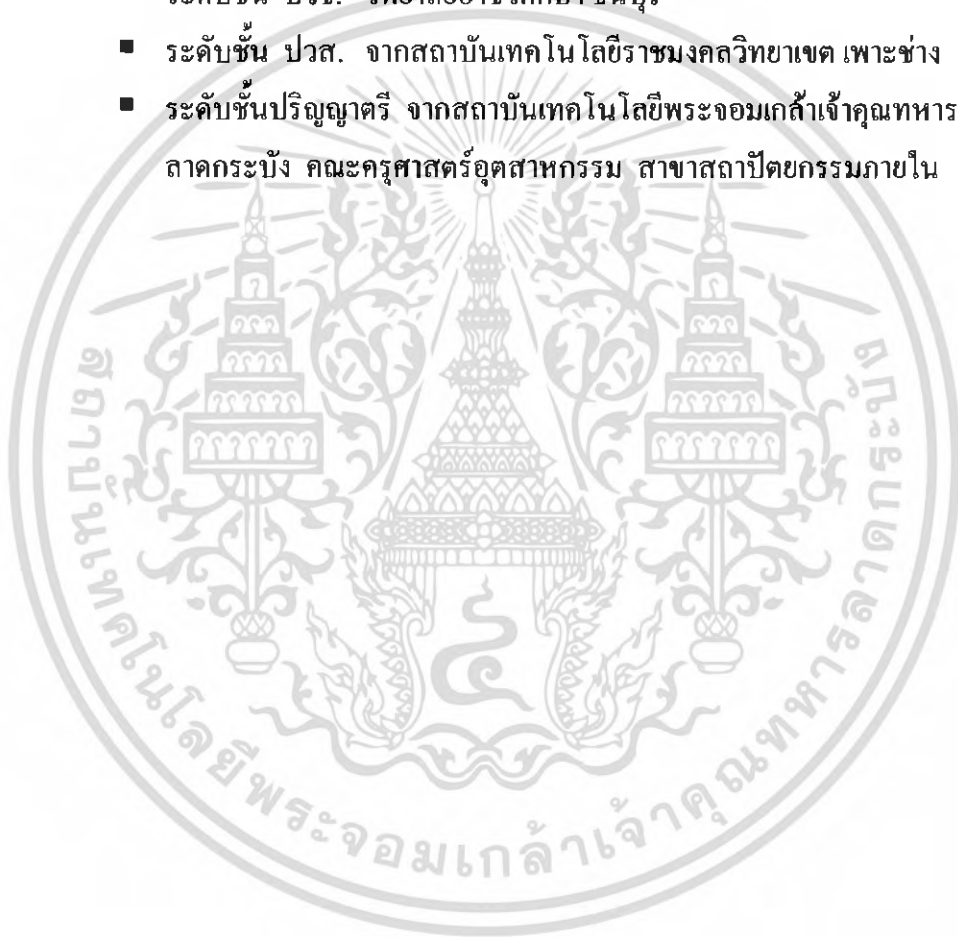 ■ ระดับชั้น ปวส. จากสถาบันเทคโนโลยีราชมงคลวิทยาเขต เพาะช่าง
■ ระดับชั้นปริญญาตรี จากสถาบันเทคโนโลยีพระจอมเกล้าเจ้าคุณทหาร
ลาดกระบัง คณะครุศาสตร์อุตสาหกรรม สาขาสถาปัตยกรรมภายใน
สถาบันเทคโนโลยีพระจอมเกล้าเจ้าคุณทหารลาดกระบัง
๔